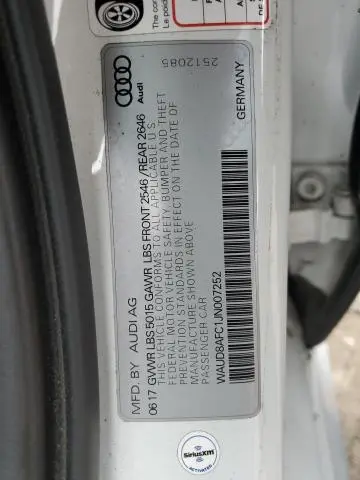 2512085
Audi
MFD. BY AUDI AG
GERMANY
06 17 GVWR LBS 5015 GAWR LBS FRONT 2546 /REAR 2646
THIS VEHICLE CONFORMS TO ALL APPLICABLE U.S.
FEDERAL MOTOR VEHICLE SAFETY, BUMPER AND THEFT
PREVENTION STANDARDS IN EFFECT ON THE DATE OF
MANUFACTURE SHOWN ABOVE
PASSENGER CAR
WAUD8AFC1JN007252
SiriusXM
ACTIVATED